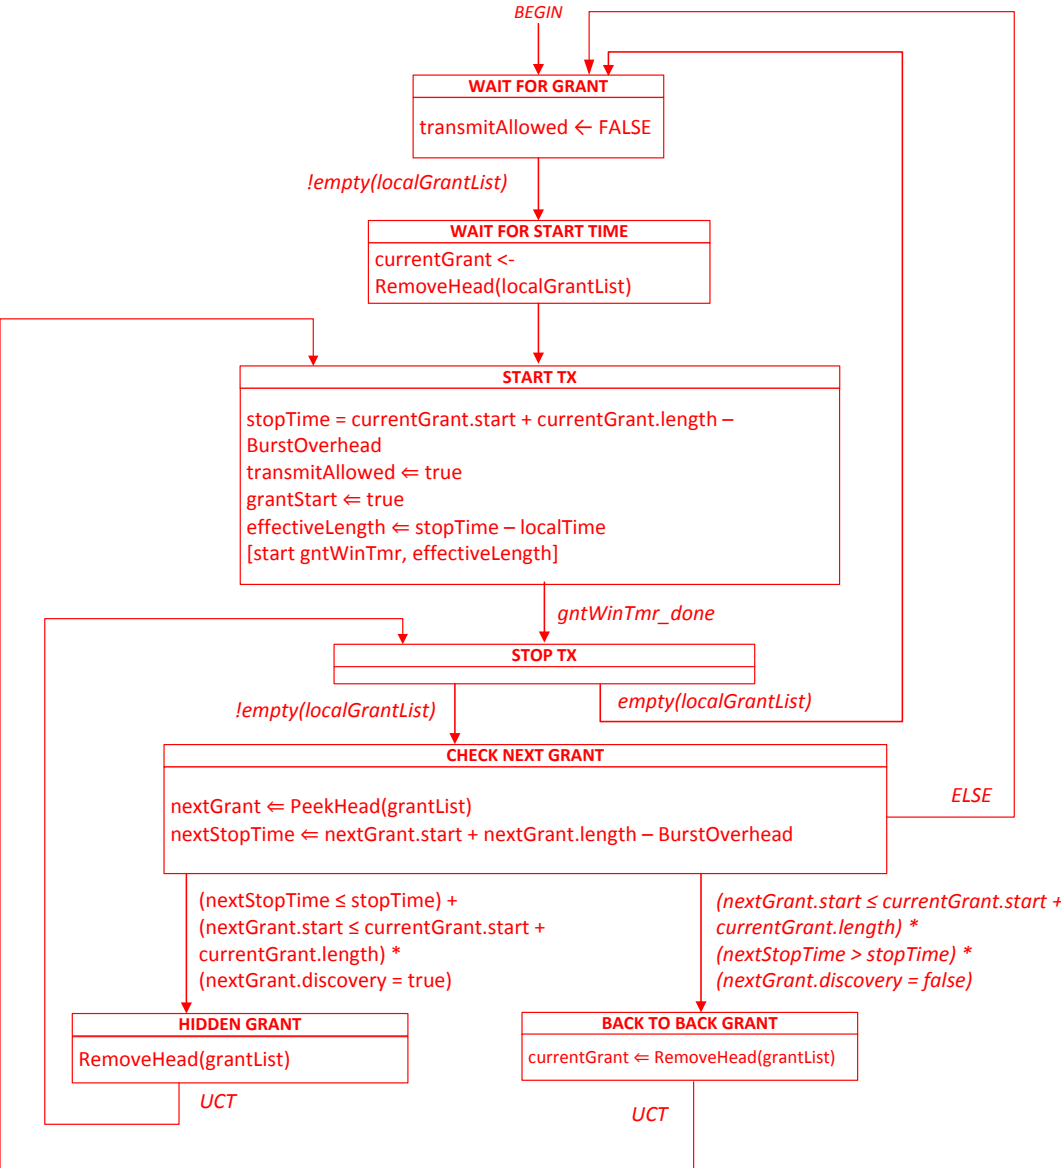 BEGIN
WAIT FOR GRANT
transmitAllowed ← FALSE
!empty(localGrantList)
WAIT FOR START TIME
currentGrant <-
RemoveHead(localGrantList)
START TX
stopTime = currentGrant.start + currentGrant.length –
BurstOverhead
transmitAllowed ⇐ true
grantStart ⇐ true
effectiveLength ⇐ stopTime – localTime
[start gntWinTmr, effectiveLength]
gntWinTmr_done
STOP TX
!empty(localGrantList)
empty(localGrantList)
CHECK NEXT GRANT
nextGrant ⇐ PeekHead(grantList)
nextStopTime ⇐ nextGrant.start + nextGrant.length – BurstOverhead
ELSE
(nextStopTime ≤ stopTime) +
(nextGrant.start ≤ currentGrant.start +
currentGrant.length) *
(nextGrant.discovery = true)
(nextGrant.start ≤ currentGrant.start +
currentGrant.length) *
(nextStopTime > stopTime) *
(nextGrant.discovery = false)
HIDDEN GRANT
RemoveHead(grantList)
UCT
BACK TO BACK GRANT
currentGrant ⇐ RemoveHead(grantList)
UCT